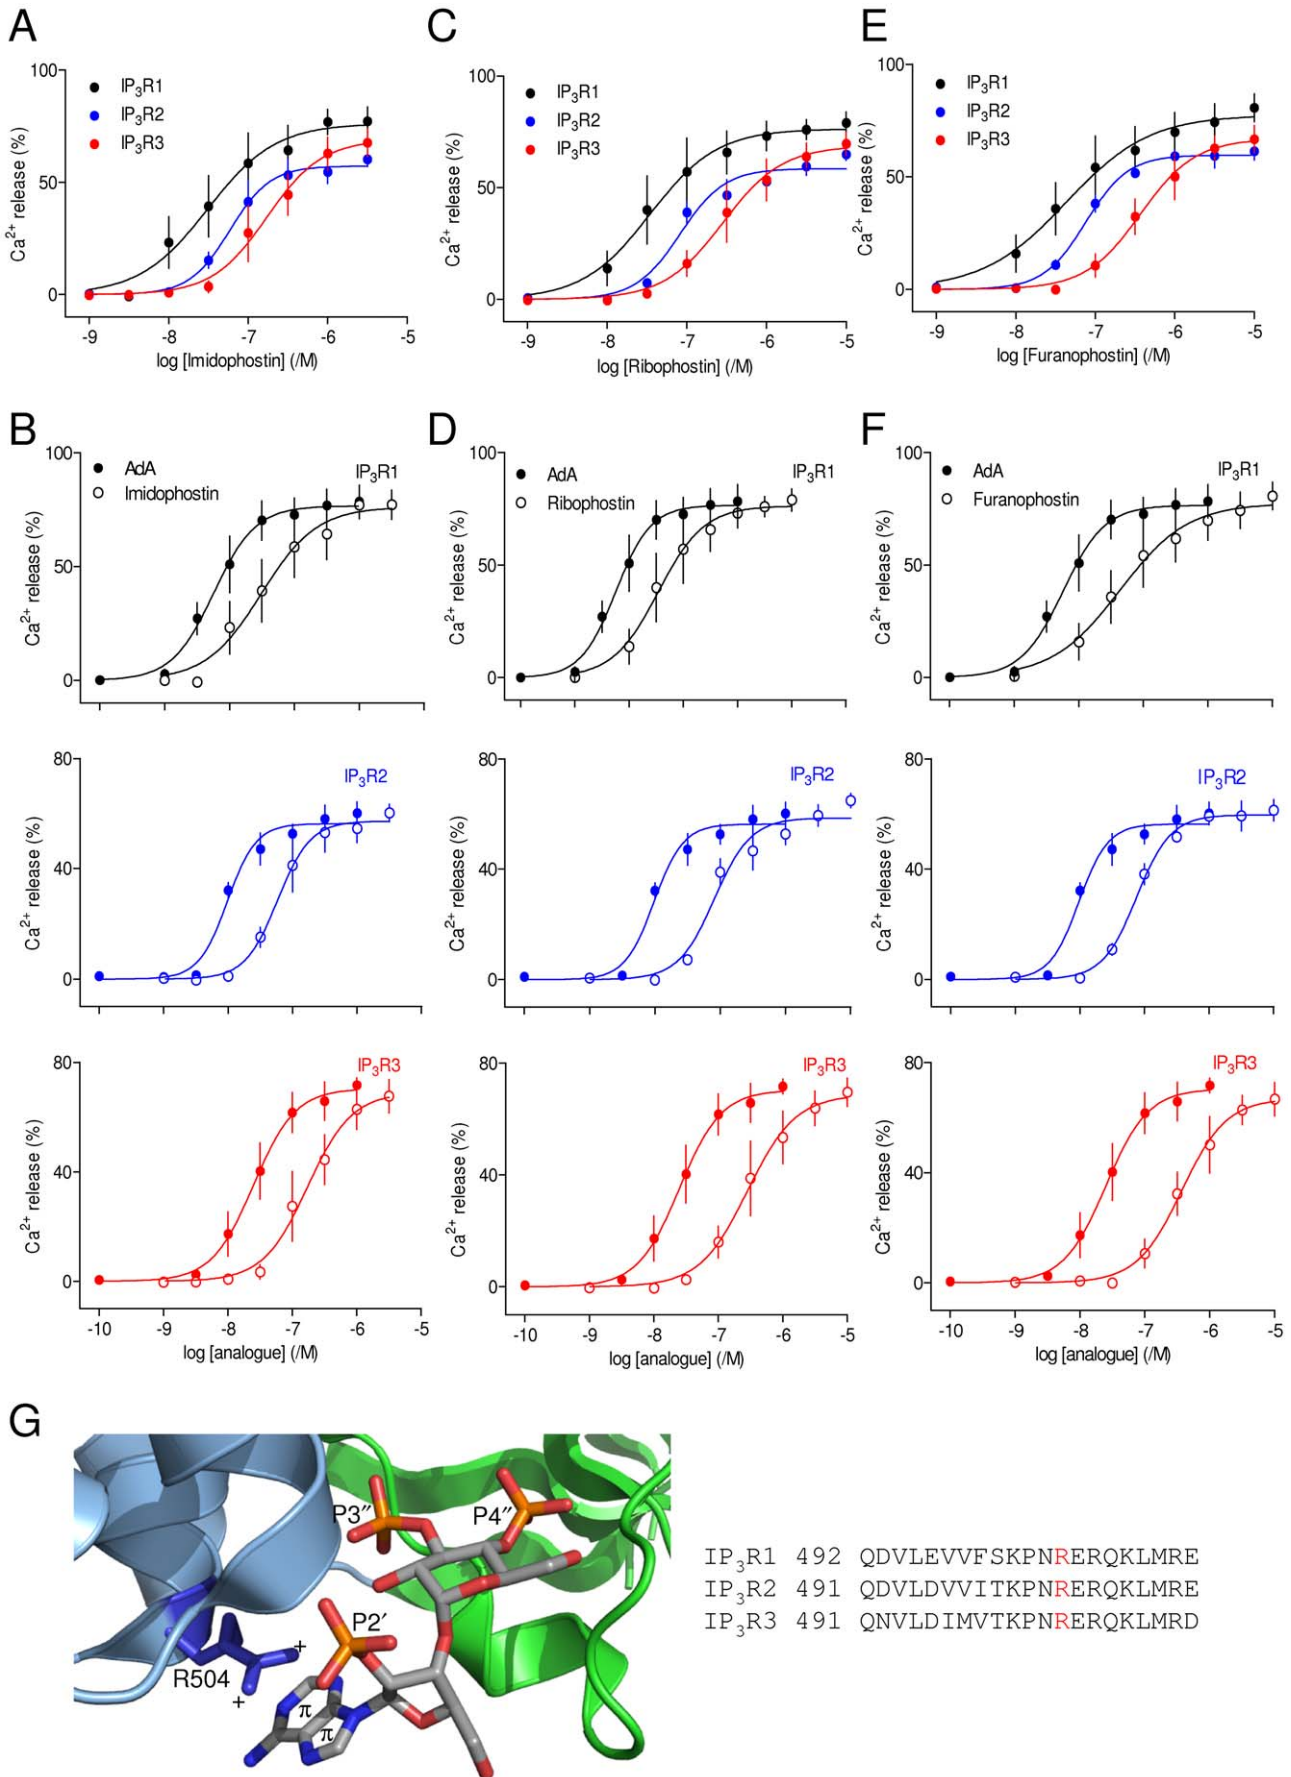 A
100
50
0
Ca2+ release (%)
IP3R1
IP3R2
IP3R3
-9
-8
-7
-6
-5
log [Imidophostin] (/M)
C
100
50
0
Ca2+ release (%)
IP3R1
IP3R2
IP3R3
-9
-8
-7
-6
-5
log [Ribophostin] (/M)
E
100
50
0
Ca2+ release (%)
IP3R1
IP3R2
IP3R3
-9
-8
-7
-6
-5
log [Furanophostin] (/M)
B
100
50
0
Ca2+ release (%)
AdA
Imidophostin
IP3R1
80
40
0
Ca2+ release (%)
IP3R2
80
40
0
Ca2+ release (%)
IP3R3
-10
-9
-8
-7
-6
-5
log [analogue] (/M)
D
100
50
0
Ca2+ release (%)
AdA
Ribophostin
IP3R1
80
40
0
Ca2+ release (%)
IP3R2
80
40
0
Ca2+ release (%)
IP3R3
-10
-9
-8
-7
-6
-5
log [analogue] (/M)
F
100
50
0
Ca2+ release (%)
AdA
Furanophostin
IP3R1
80
40
0
Ca2+ release (%)
IP3R2
80
40
0
Ca2+ release (%)
IP3R3
-10
-9
-8
-7
-6
-5
log [analogue] (/M)
G
P3″
P4″
P2′
R504
+
+
π
π
IP3R1 492 QDVLEVVFSKPNRERQKLMRE
IP3R2 491 QDVLDVVITKPNRERQKLMRE
IP3R3 491 QNVLDIMVTKPNRERQKLMRD